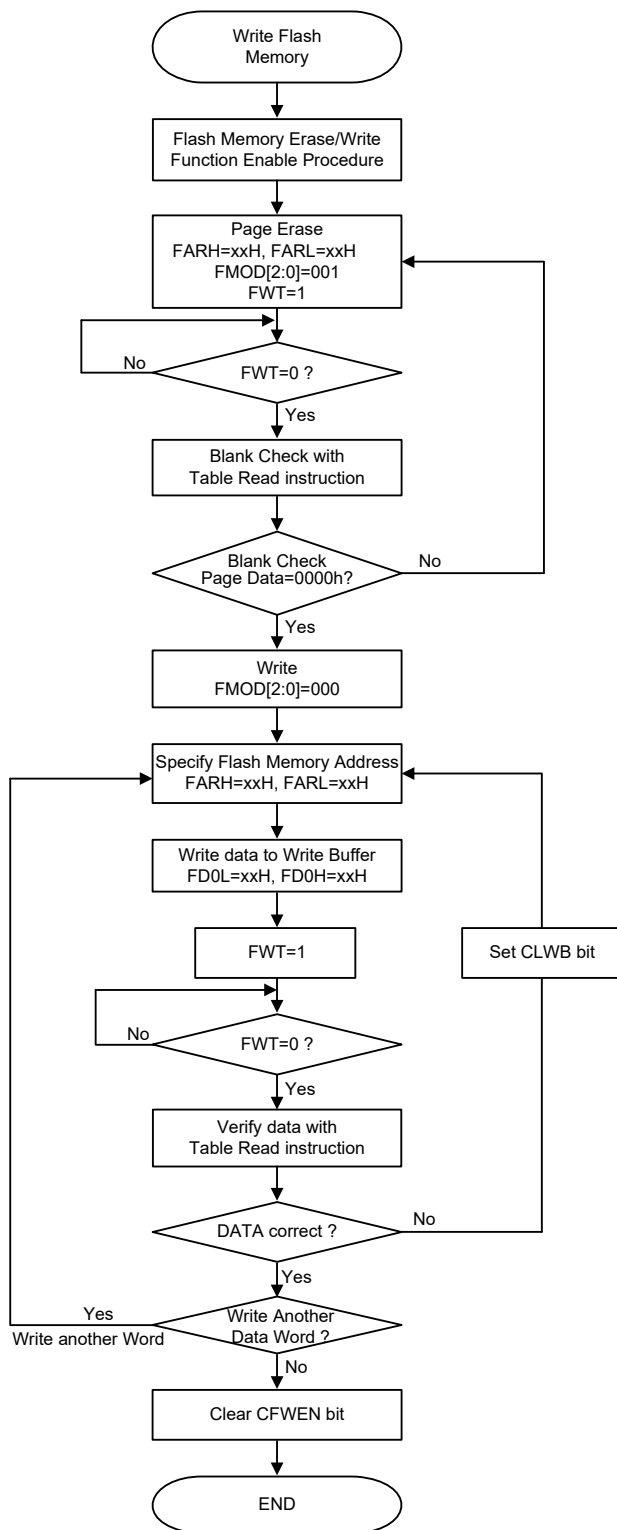 Write Flash
Memory
Flash Memory Erase/Write
Function Enable Procedure
Page Erase
FARH=xxH, FARL=xxH
FMOD[2:0]=001
FWT=1
No
FWT=0 ?
Yes
Blank Check with
Table Read instruction
Blank Check
Page Data=0000h?
No
Yes
Write
FMOD[2:0]=000
Specify Flash Memory Address
FARH=xxH, FARL=xxH
Write data to Write Buffer
FD0L=xxH, FD0H=xxH
FWT=1
Set CLWB bit
No
FWT=0 ?
Yes
Verify data with
Table Read instruction
DATA correct ?
No
Yes
Yes
Write another Word
Write Another
Data Word ?
No
Clear CFWEN bit
END